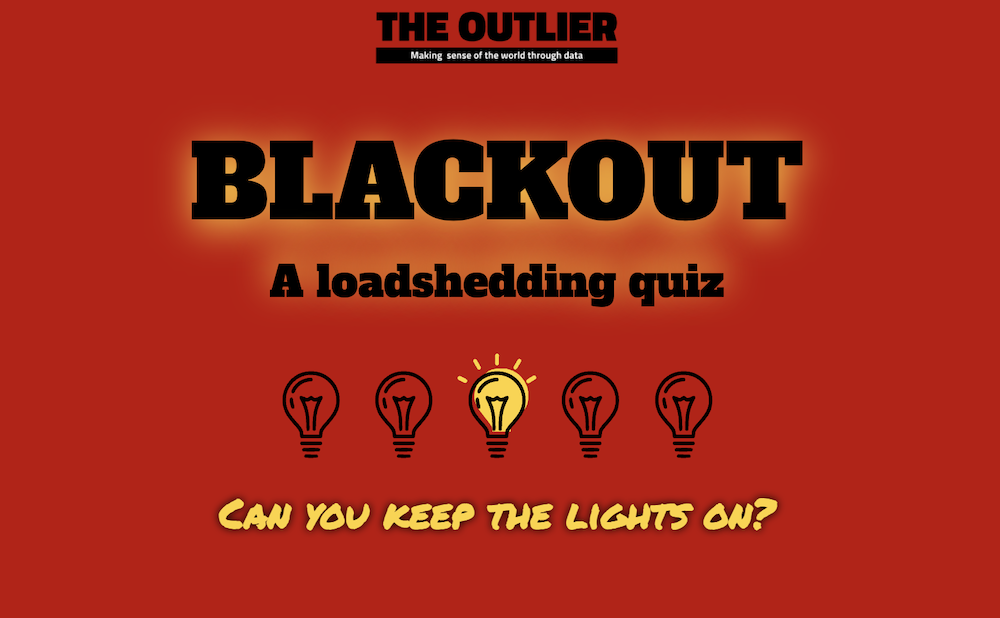 THE OUTLIER
Making sense of the world through data
BLACKOUT
A loadshedding quiz
CAN YOU KEEP THE LIGHTS ON?